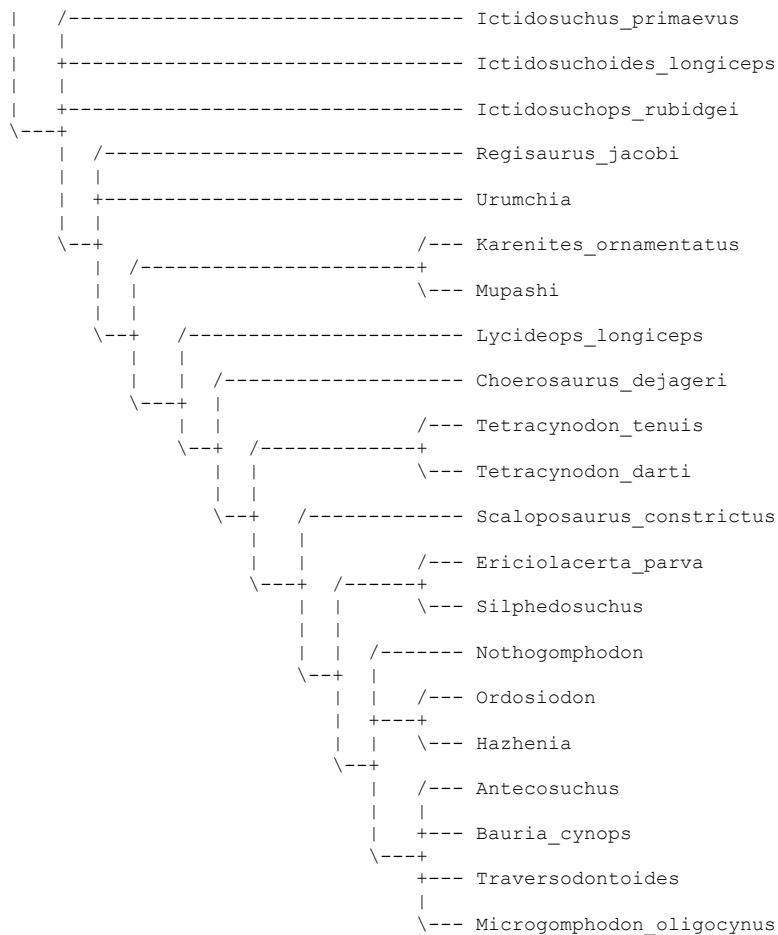 Ictidosuchus_primaevus
Ictidosuchoides_longiceps
Ictidosuchops_rubidgei
Regisaurus_jacobi
Urumchia
Karenites_ornamentatus
Mupashi
Lycideops_longiceps
Choerosaurus_dejageri
Tetracynodon_tenuis
Tetracynodon_darti
Scaloposaurus_constrictus
Ericiolacerta_parva
Silphedosuchus
Nothogomphodon
Ordosiodon
Hazhenia
Antecosuchus
Bauria_cynops
Traversodontoides
Microgomphodon_oligocynus